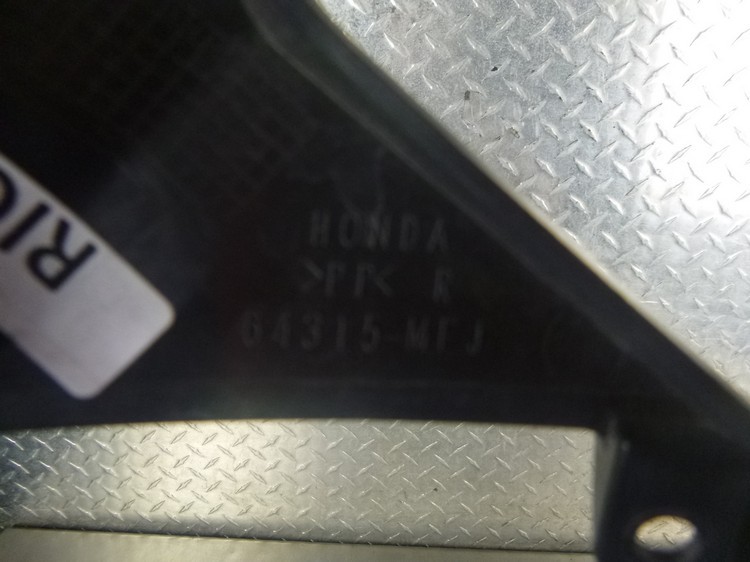 RIG
HONDA
>PP< R
64315-MFJ